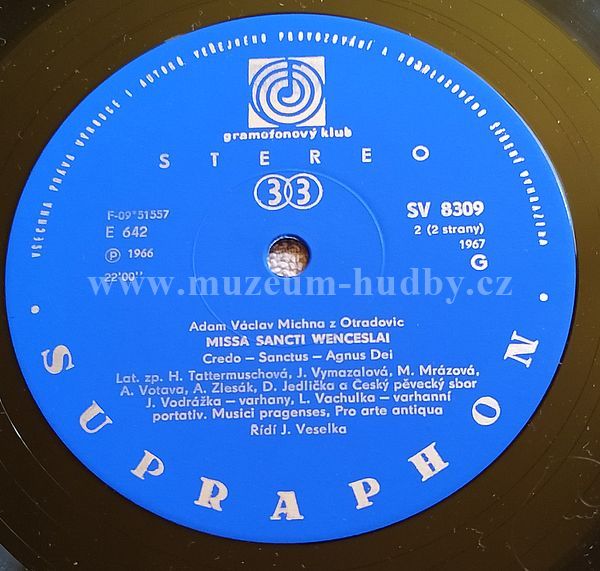 VŠECHNA PRÁVA VÝROBCE I AUTORŮ VEŘEJNÉHO PROVOZOVÁNÍ A ROZHLASOVÉHO ŠÍŘENÍ VYHRAZENA
gramofonový klub
STEREO
33
F-09*51557
E 642
Ⓟ 1966
22'00''
SV 8309
2 (2 strany)
1967
G
www.muzeum-hudby.cz
Adam Václav Michna z Otradovic
MISSA SANCTI WENCESLAI
Credo – Sanctus – Agnus Dei
Lat. zp. H. Tattermuschová, J. Vymazalová, M. Mrázová,
A. Votava, A. Zlesák, D. Jedlička a Český pěvecký sbor
J. Vodrážka – varhany, L. Vachulka – varhanní
portativ. Musici pragenses, Pro arte antiqua
Řídí J. Veselka
• SUPRAPHON •